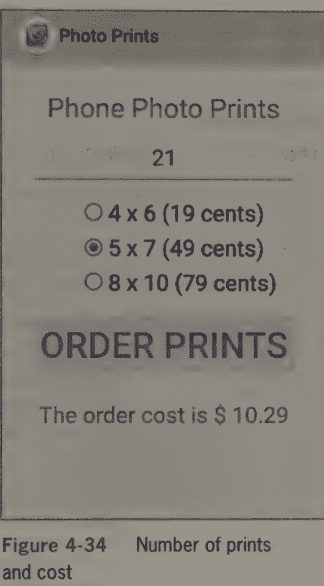 Photo Prints
Phone Photo Prints
21
4 x 6 (19 cents)
5 x 7 (49 cents)
8 x 10 (79 cents)
ORDER PRINTS
The order cost is $ 10.29
Figure 4-34 Number of prints
and cost